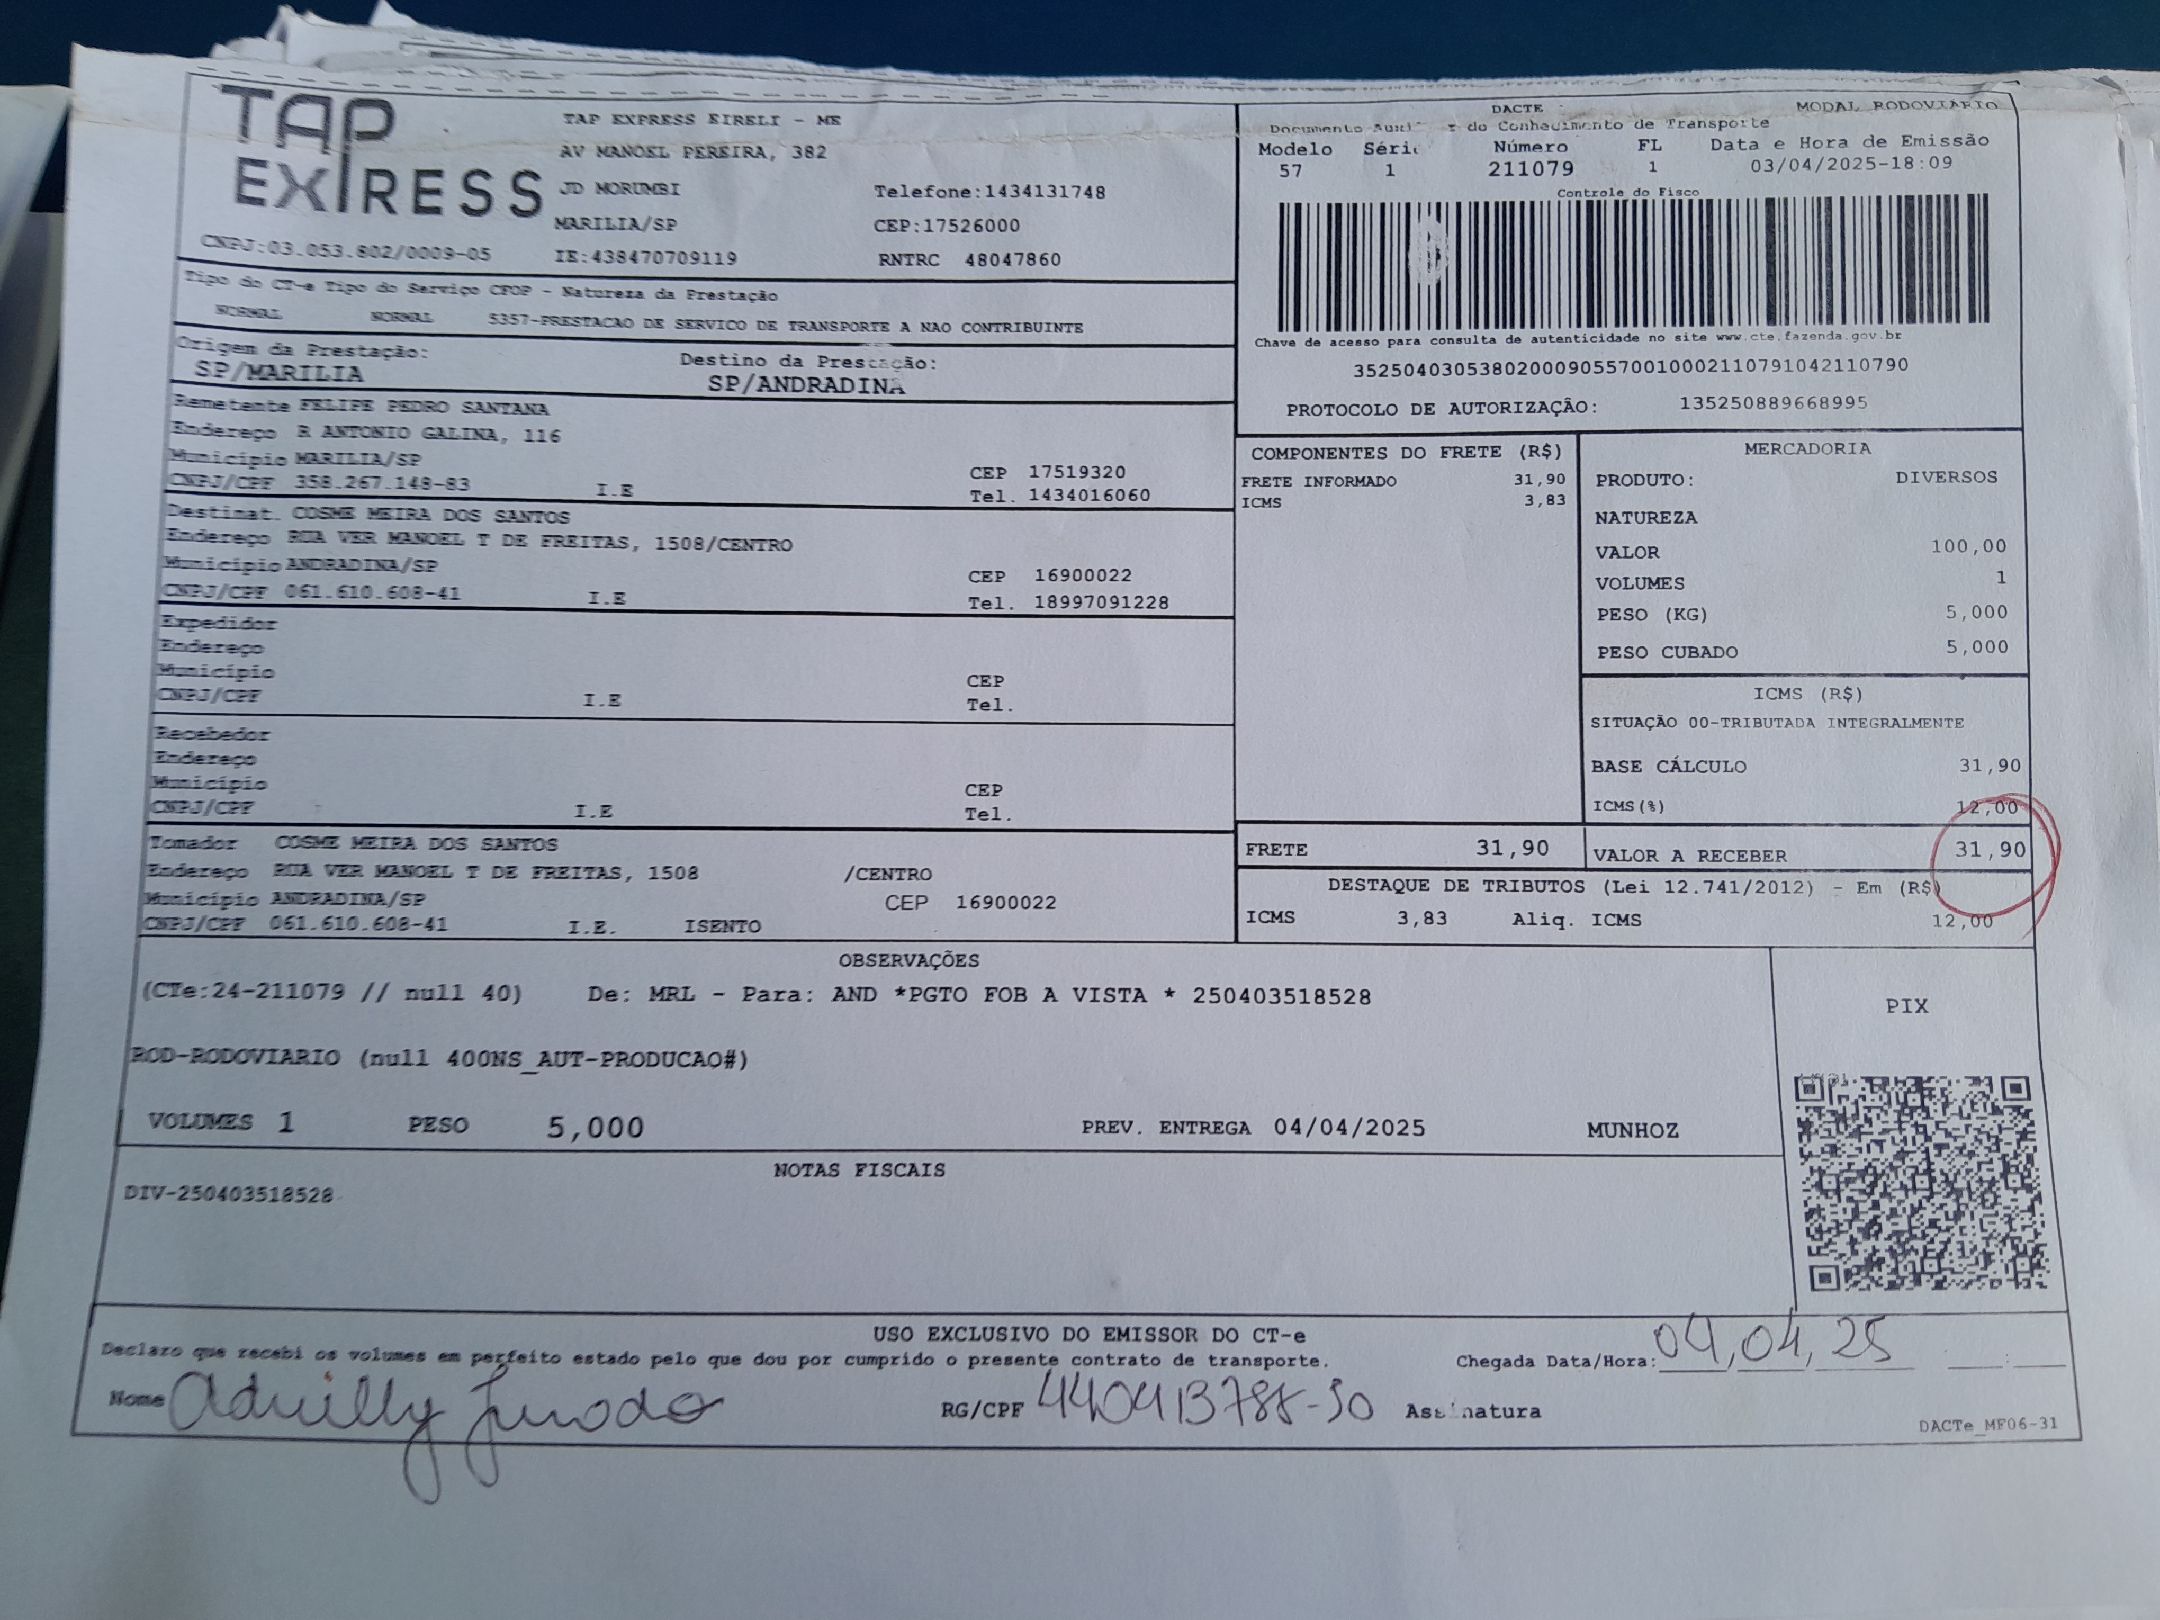 TAP EXPRESS
TAP EXPRESS EIRELI - ME
AV MANOEL PEREIRA, 382
JD MORUMBI
Telefone:1434131748
MARILIA/SP
CEP:17526000
CNPJ:03.053.802/0009-05
IE:438470709119
RNTRC 48047860
DACTE
MODAL RODOVIÁRIO
Documento do Conhecimento de Transporte
Modelo Série Número FL Data e Hora de Emissão
57 1 211079 1 03/04/2025-18:09
Controle do Fisco
Chave de acesso para consulta de autenticidade no site www.cte.fazenda.gov.br
35250403053802000905570010002110791042110790
PROTOCOLO DE AUTORIZAÇÃO: 135250889668995
Tipo do CT-e Tipo do Serviço CFOP - Natureza da Prestação
NORMAL NORMAL 5357-PRESTACAO DE SERVICO DE TRANSPORTE A NAO CONTRIBUINTE
Origem da Prestação: Destino da Prestação:
SP/MARILIA SP/ANDRADINA
Remetente FELIPE PEDRO SANTANA
Endereço R ANTONIO GALINA, 116
Município MARILIA/SP CEP 17519320
CNPJ/CPF 358.267.148-83 I.E Tel. 1434016060
Destinat. COSME MEIRA DOS SANTOS
Endereço RUA VER MANOEL T DE FREITAS, 1508/CENTRO
Município ANDRADINA/SP CEP 16900022
CNPJ/CPF 061.610.608-41 I.E Tel. 18997091228
Expedidor
Endereço
Município CEP
CNPJ/CPF I.E Tel.
Recebedor
Endereço
Município CEP
CNPJ/CPF I.E Tel.
Tomador COSME MEIRA DOS SANTOS
Endereço RUA VER MANOEL T DE FREITAS, 1508 /CENTRO
Município ANDRADINA/SP CEP 16900022
CNPJ/CPF 061.610.608-41 I.E. ISENTO
COMPONENTES DO FRETE (R$)
FRETE INFORMADO 31,90
ICMS 3,83
MERCADORIA
PRODUTO: DIVERSOS
NATUREZA
VALOR 100,00
VOLUMES 1
PESO (KG) 5,000
PESO CUBADO 5,000
ICMS (R$)
SITUAÇÃO 00-TRIBUTADA INTEGRALMENTE
BASE CÁLCULO 31,90
ICMS(%) 12,00
FRETE 31,90 VALOR A RECEBER 31,90
DESTAQUE DE TRIBUTOS (Lei 12.741/2012) - Em (R$)
ICMS 3,83 Aliq. ICMS 12,00
OBSERVAÇÕES
(CTe:24-211079 // null 40) De: MRL - Para: AND *PGTO FOB A VISTA * 250403518528
ROD-RODOVIARIO (null 400NS_AUT-PRODUCAO#)
VOLUMES 1 PESO 5,000 PREV. ENTREGA 04/04/2025 MUNHOZ
PIX
NOTAS FISCAIS
DIV-250403518528
USO EXCLUSIVO DO EMISSOR DO CT-e
Declaro que recebi os volumes em perfeito estado pelo que dou por cumprido o presente contrato de transporte. Chegada Data/Hora: 04,04,25 :
Nome RG/CPF 440413788-50 Assinatura
DACTe_MF06-31